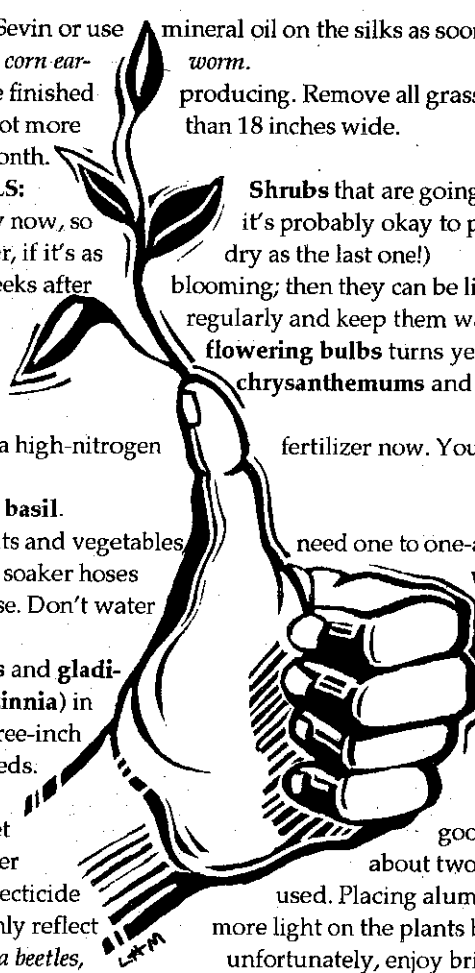 Sevin or use mineral oil on the silks as soo
corn ear- worm.
e finished producing. Remove all grass
ot more than 18 inches wide.
onth.
LS: Shrubs that are going
now, so it's probably okay to p
r, if it's as dry as the last one!)
eeks after blooming; then they can be li
regularly and keep them wa
flowering bulbs turns ye
chrysanthemums and
a high-nitrogen fertilizer now. You
basil.
ts and vegetables need one to one-
soaker hoses
se. Don't water
s and gladi-
innia) in
ree-inch
eds.
et goo
er about two
ecticide used. Placing alum
nly reflect more light on the plants b
a beetles, unfortunately, enjoy bri
LAM